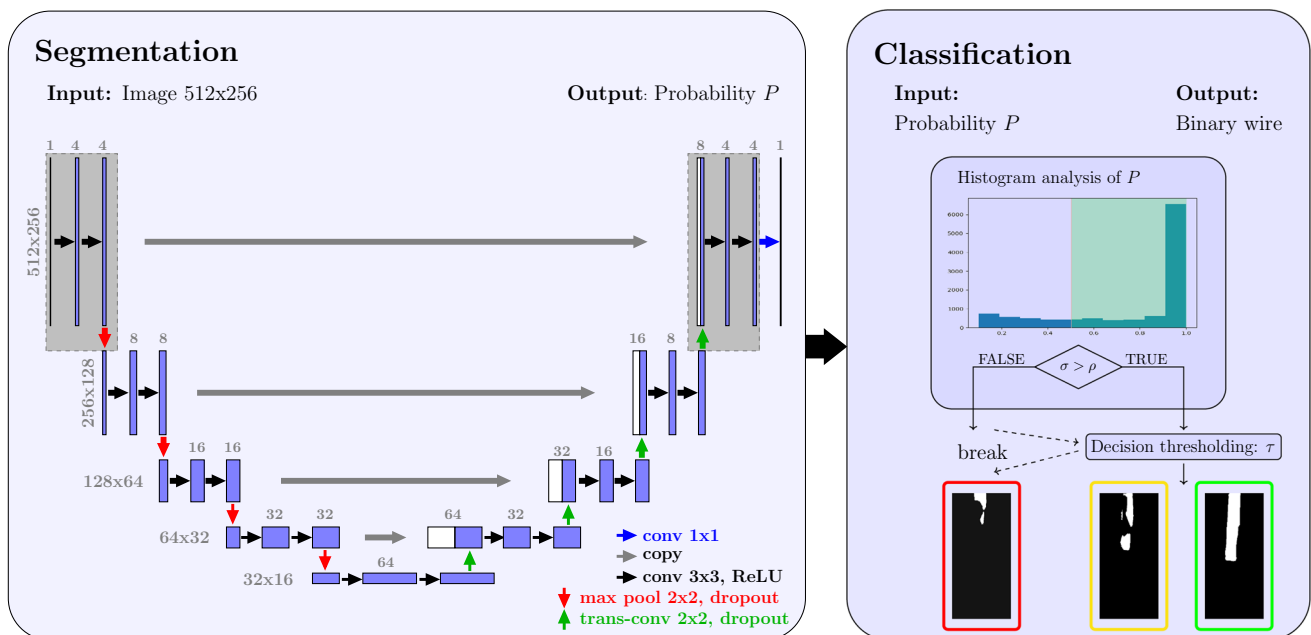 Segmentation
Input: Image 512x256
Output: Probability P
1 4 4
8 4 4 1
512x256
8 8
16 8
256x128
16 16
32 16
128x64
32 32
64 32
64x32
64
32x16
conv 1x1
copy
conv 3x3, ReLU
max pool 2x2, dropout
trans-conv 2x2, dropout
Classification
Input:
Probability P
Output:
Binary wire
Histogram analysis of P
6000
5000
4000
3000
2000
1000
0
0.2 0.4 0.6 0.8 1.0
FALSE
σ > ρ
TRUE
break
Decision thresholding: τ